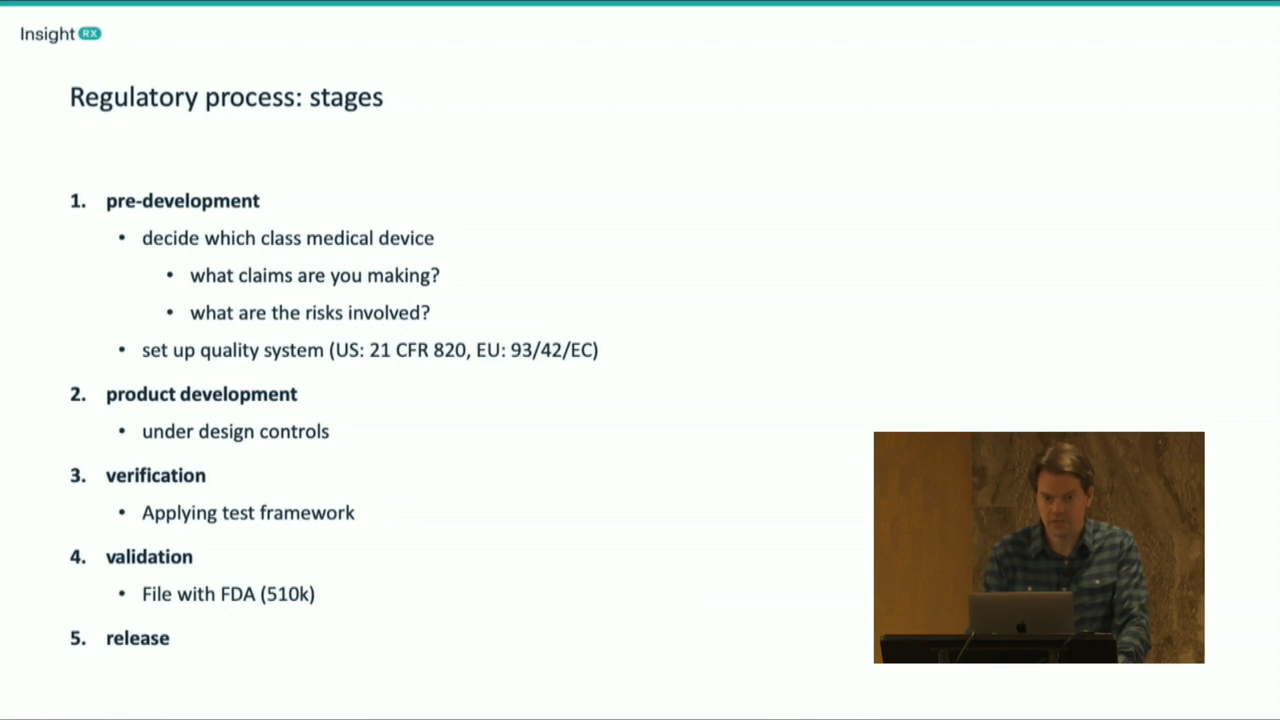 Insight RX
Regulatory process: stages
1. pre-development
• decide which class medical device
• what claims are you making?
• what are the risks involved?
• set up quality system (US: 21 CFR 820, EU: 93/42/EC)
2. product development
• under design controls
3. verification
• Applying test framework
4. validation
• File with FDA (510k)
5. release